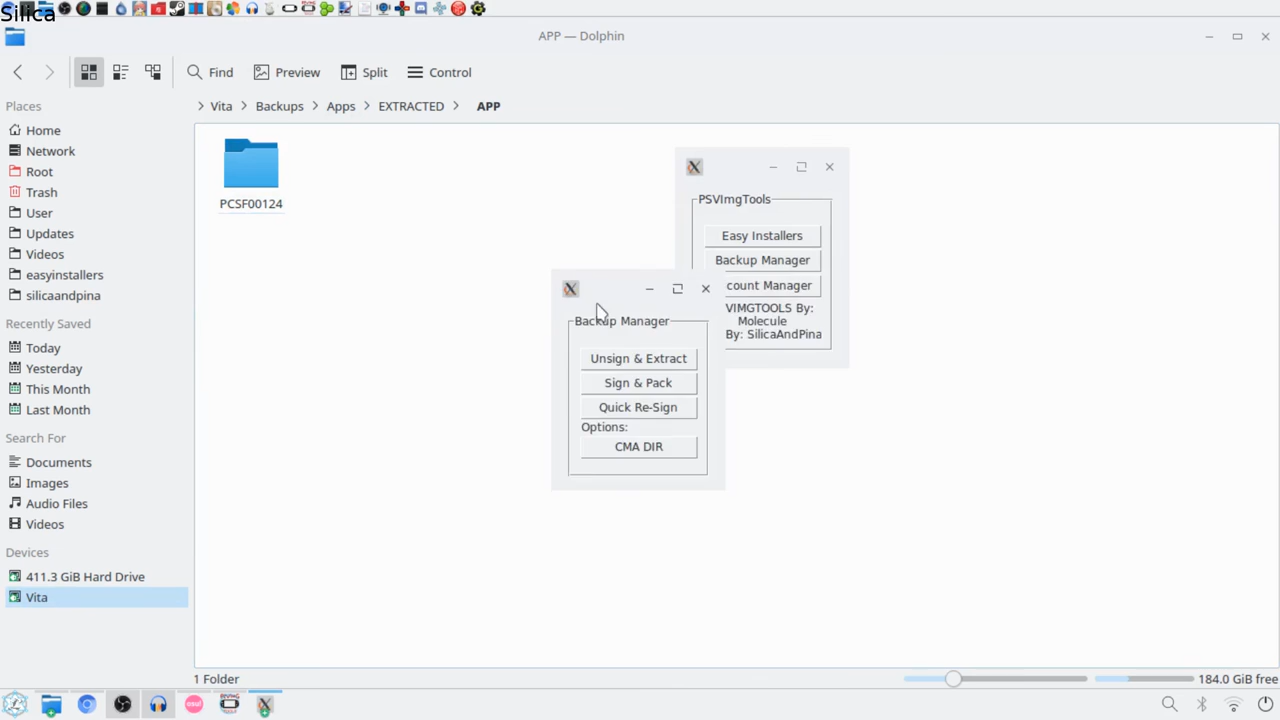 Silica
APP — Dolphin
Find
Preview
Split
Control
Places
Vita
Backups
Apps
EXTRACTED
APP
Home
Network
Root
Trash
User
Updates
Videos
easyinstallers
silicaandpina
Recently Saved
Today
Yesterday
This Month
Last Month
Search For
Documents
Images
Audio Files
Videos
Devices
411.3 GiB Hard Drive
Vita
PCSF00124
PSVImgTools
Easy Installers
Backup Manager
count Manager
VIMGTOOLS By:
Molecule
By: SilicaAndPina
Backup Manager
Unsign & Extract
Sign & Pack
Quick Re-Sign
Options:
CMA DIR
1 Folder
184.0 GiB free